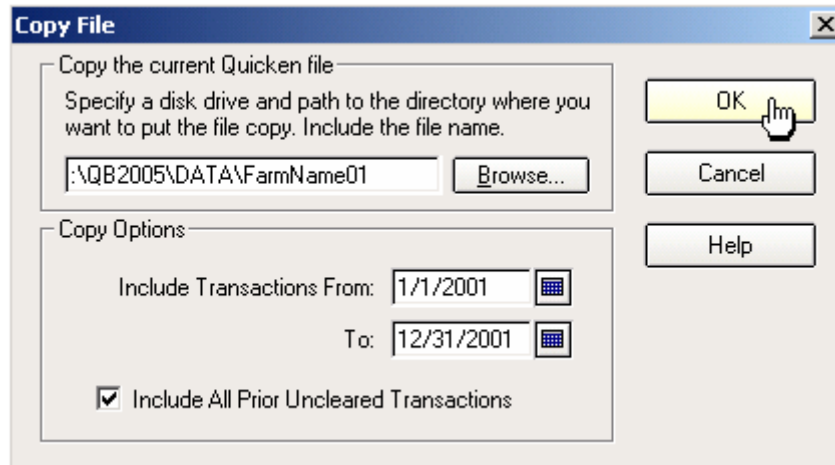 Copy File
Copy the current Quicken file
Specify a disk drive and path to the directory where you
want to put the file copy. Include the file name.
:\QB2005\DATA\FarmName01
Browse...
OK
Cancel
Help
Copy Options
Include Transactions From: 1/1/2001
To: 12/31/2001
Include All Prior Uncleared Transactions